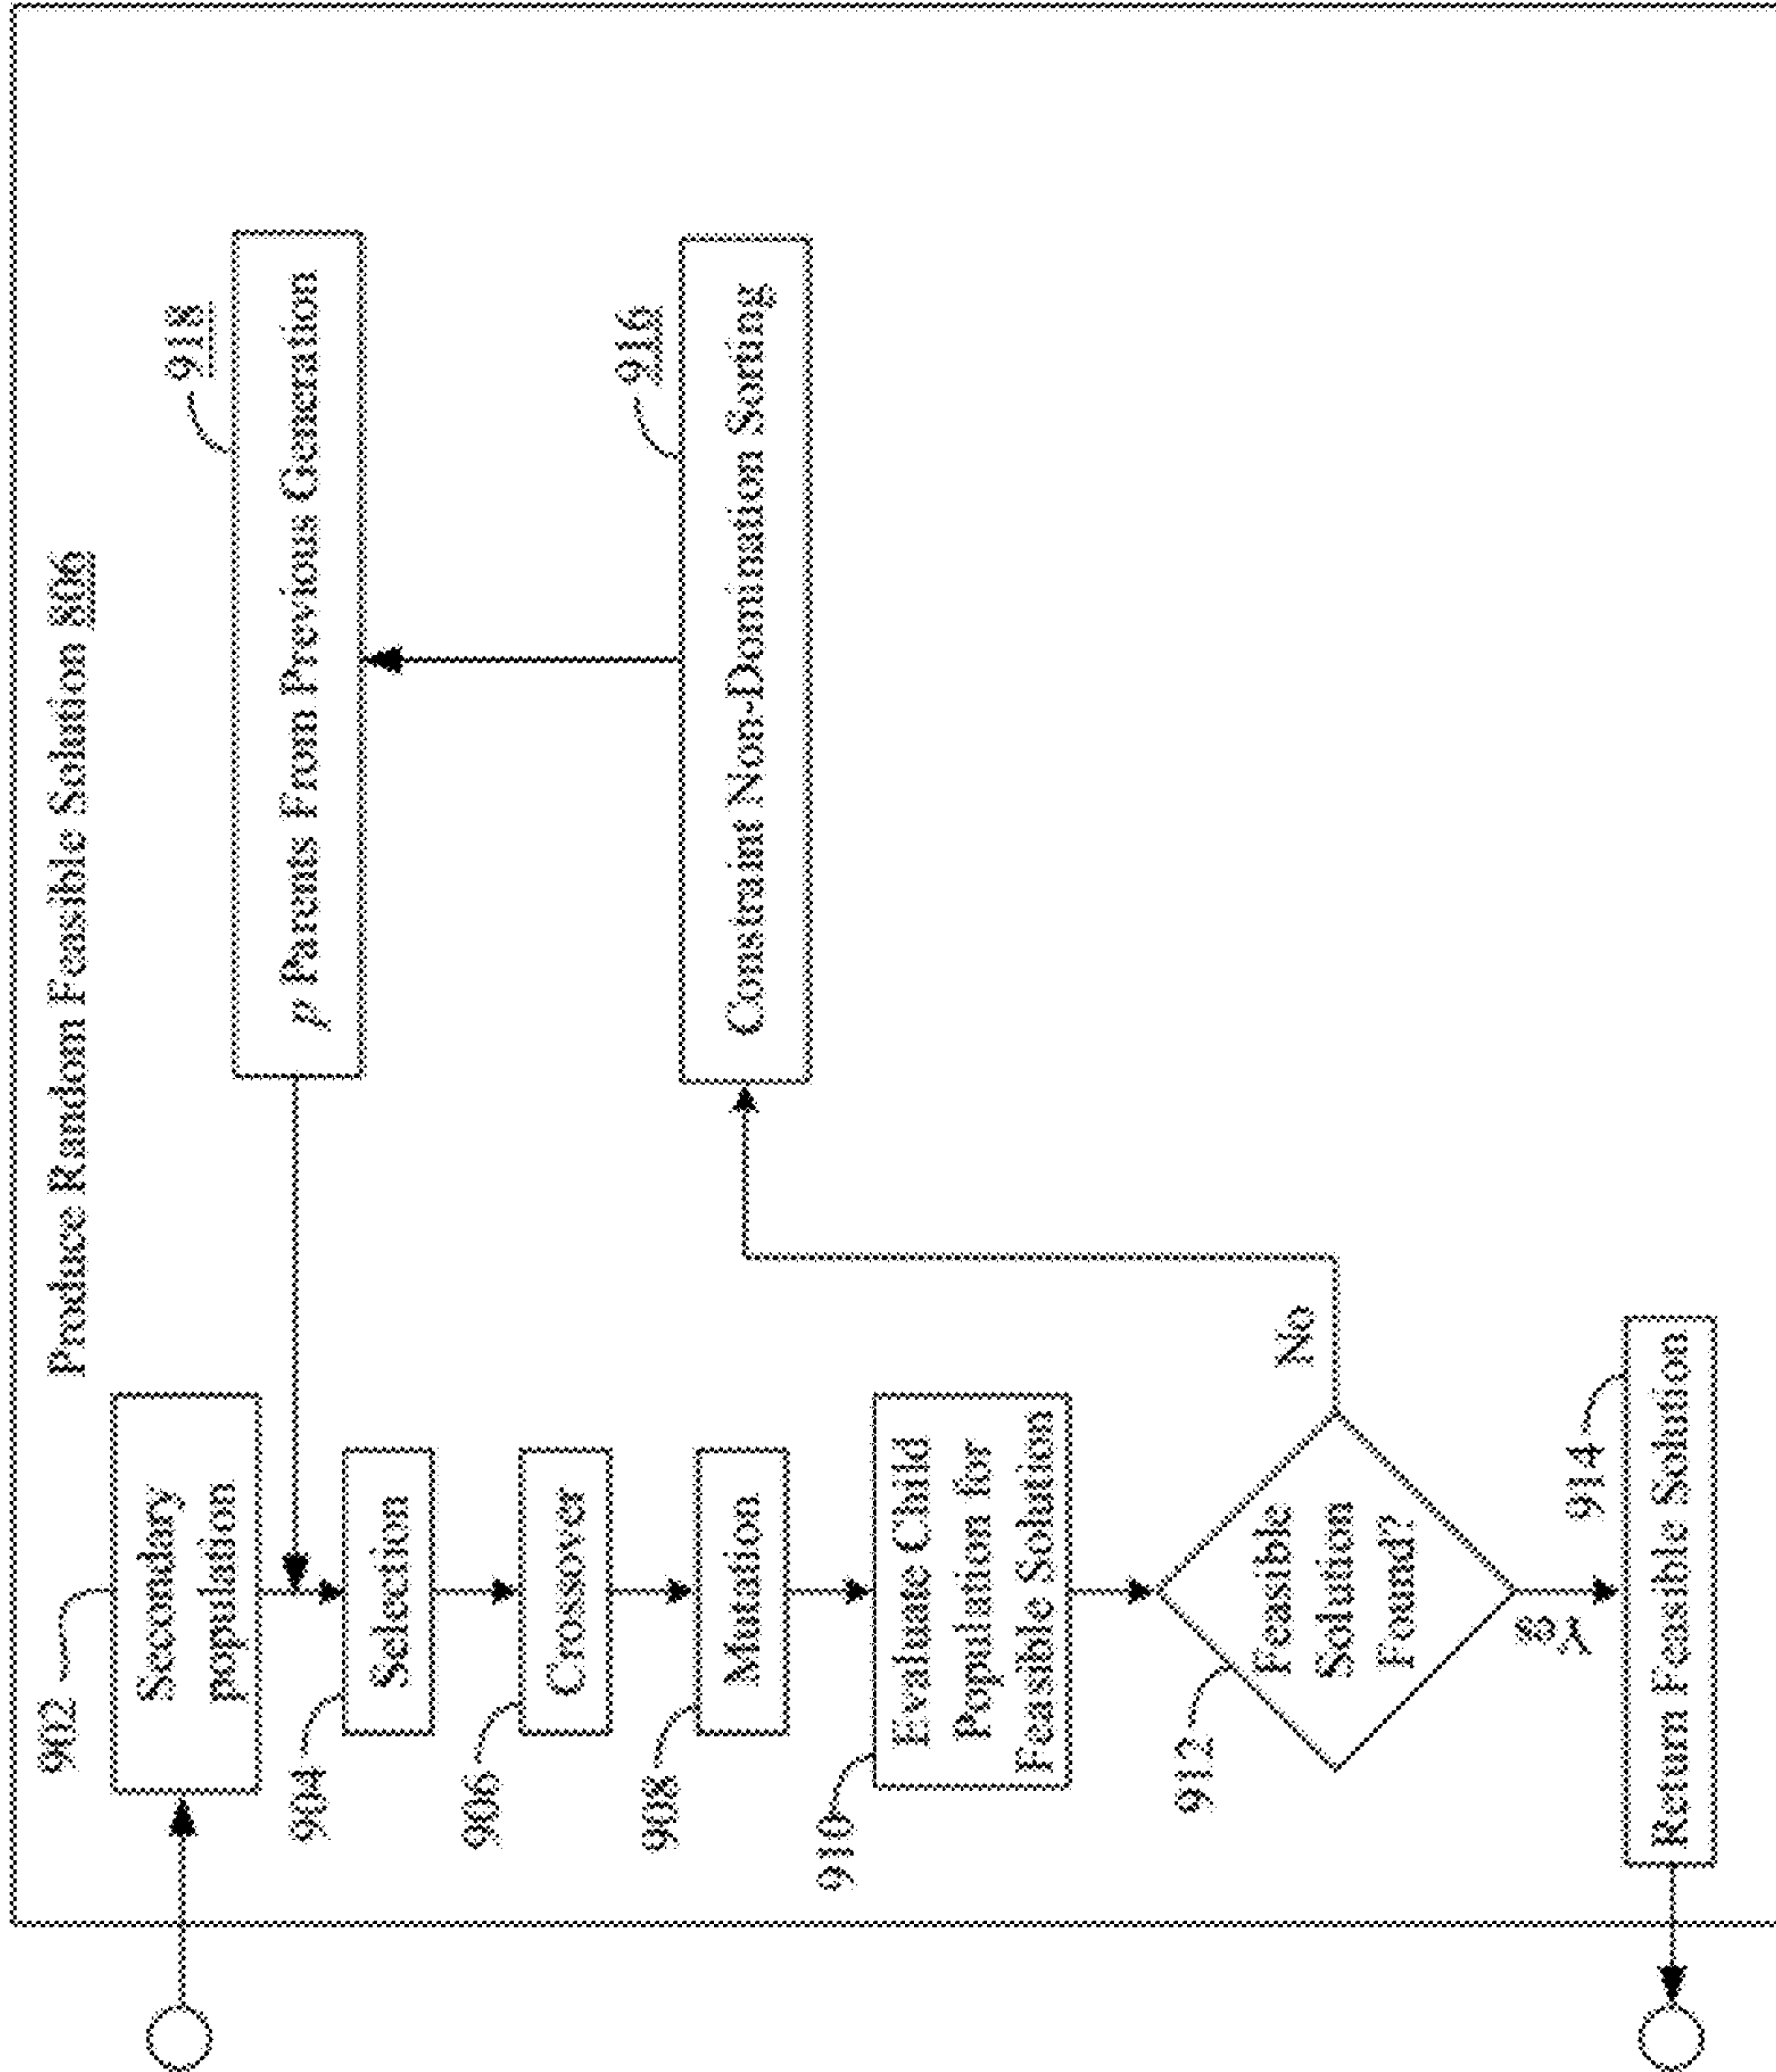 Produce Random Feasible Solution 806
902
Secondary
population
904
Selection
906
Crossover
908
Mutation
910
Evaluate Child
Population for
Feasible Solution
912
Feasible
Solution
Found?
No
Yes
914
Return Feasible Solution
916
Constraint Non-Domination Sorting
918
p Parents From Previous Generation